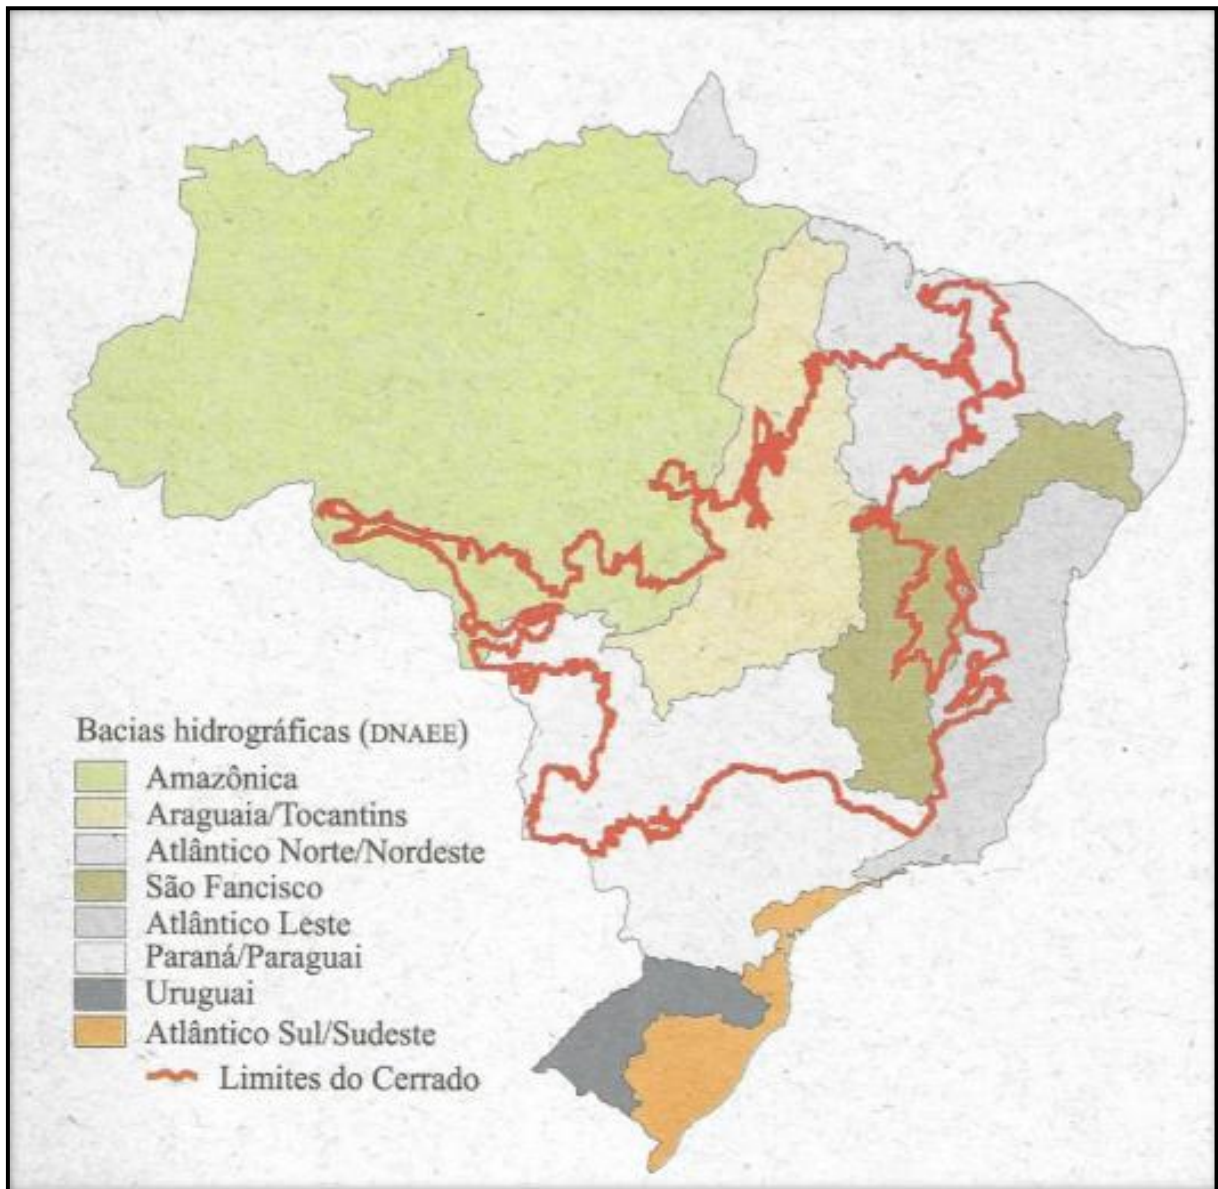 Bacias hidrográficas (DNAEE)
Amazônica
Araguaia/Tocantins
Atlântico Norte/Nordeste
São Fancisco
Atlântico Leste
Paraná/Paraguai
Uruguai
Atlântico Sul/Sudeste
Limites do Cerrado